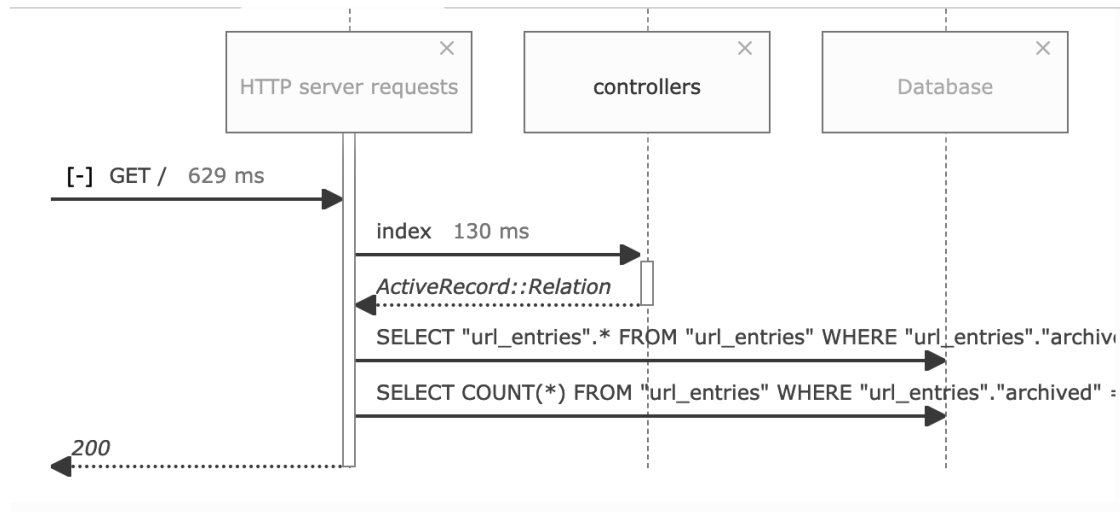 HTTP server requests
controllers
Database
[-] GET / 629 ms
index 130 ms
ActiveRecord::Relation
SELECT "url_entries".* FROM "url_entries" WHERE "url_entries"."archive
SELECT COUNT(*) FROM "url_entries" WHERE "url_entries"."archived" =
200